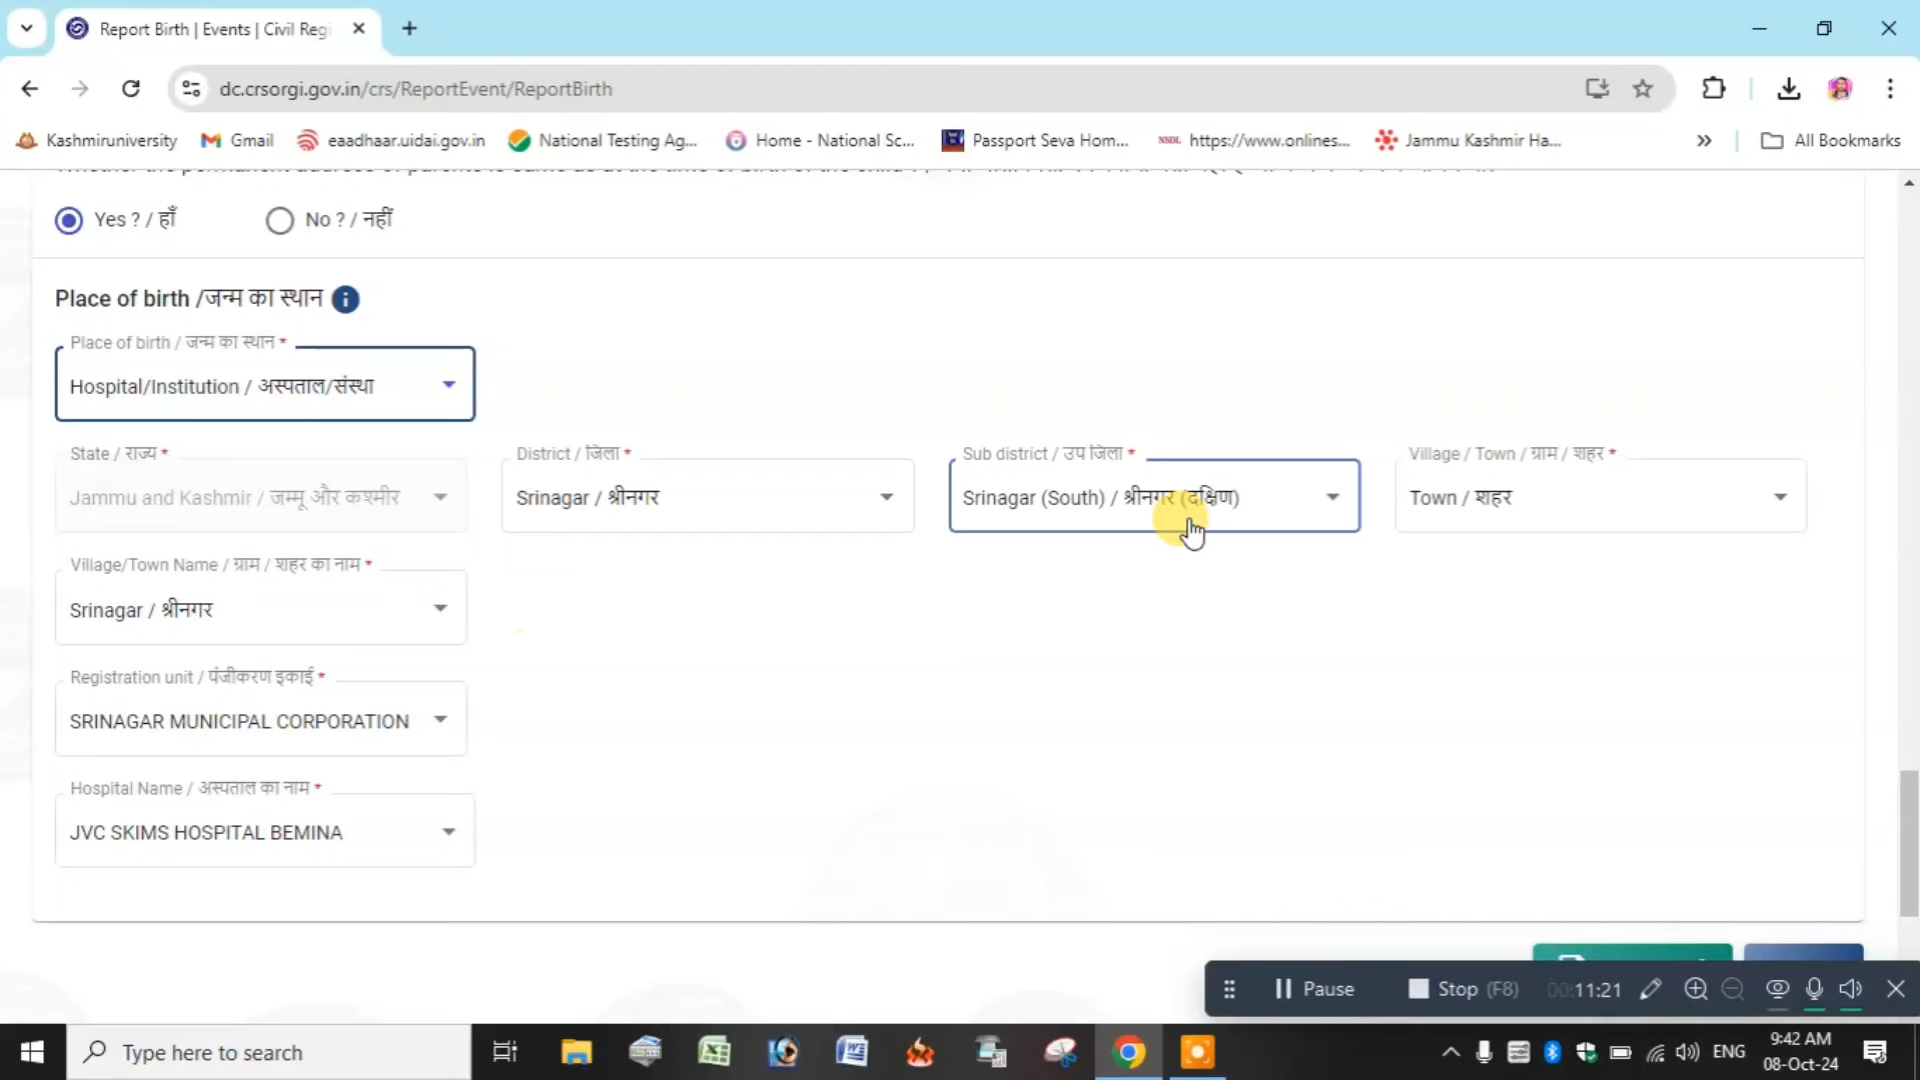 Report Birth | Events | Civil Regi
dc.crsorgi.gov.in/crs/ReportEvent/ReportBirth
Kashmiruniversity
Gmail
eaadhaar.uidai.gov.in
National Testing Ag...
Home - National Sc...
Passport Seva Hom...
NSDL https://www.onlines...
Jammu Kashmir Ha...
»
All Bookmarks
Yes ? / हाँ
No ? / नहीं
Place of birth /जन्म का स्थान
Place of birth / जन्म का स्थान *
Hospital/Institution / अस्पताल/संस्था
State / राज्य *
District / जिला *
Sub district / उप जिला *
Village / Town / ग्राम / शहर *
Jammu and Kashmir / जम्मू और कश्मीर
Srinagar / श्रीनगर
Srinagar (South) / श्रीनगर (दक्षिण)
Town / शहर
Village/Town Name / ग्राम / शहर का नाम *
Srinagar / श्रीनगर
Registration unit / पंजीकरण इकाई *
SRINAGAR MUNICIPAL CORPORATION
Hospital Name / अस्पताल का नाम *
JVC SKIMS HOSPITAL BEMINA
Pause
Stop (F8)
00:11:21
Type here to search
ENG
9:42 AM
08-Oct-24